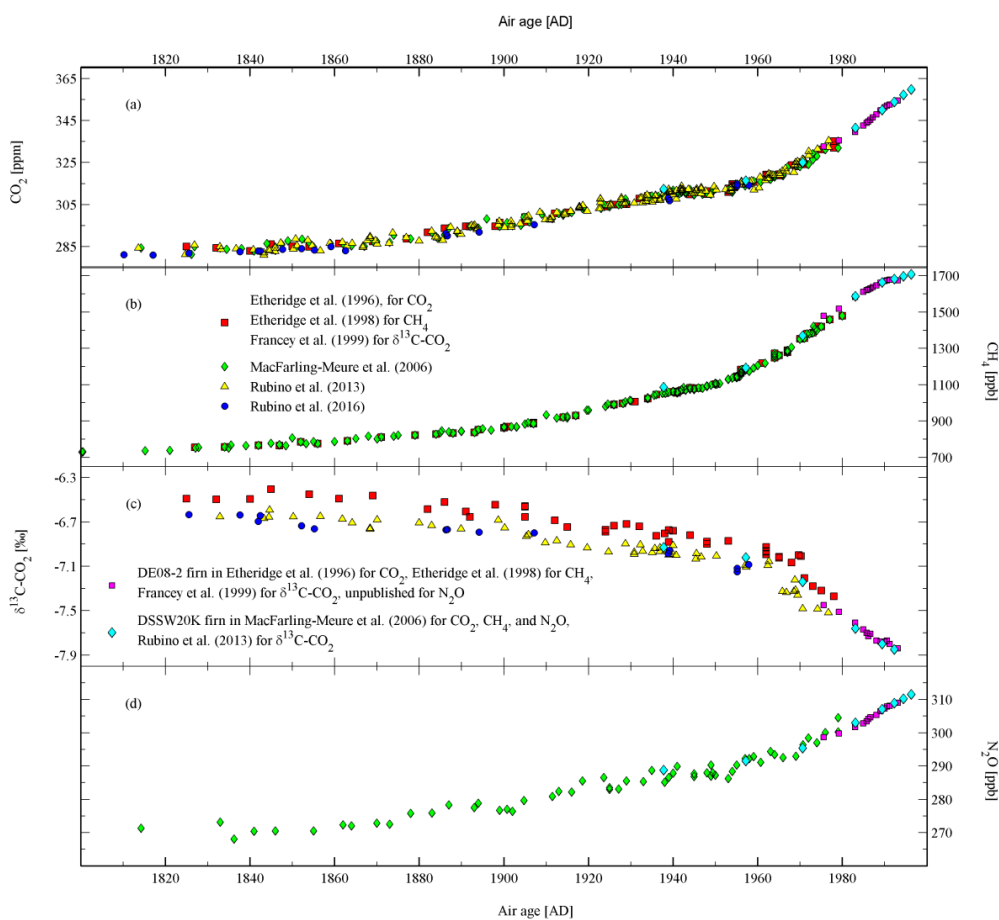 Air age [AD]
1820 1840 1860 1880 1900 1920 1940 1960 1980
365
345
325
305
285
CO₂ [ppm]
(a)
(b)
Etheridge et al. (1996), for CO₂
Etheridge et al. (1998) for CH₄
Francey et al. (1999) for δ¹³C-CO₂
MacFarling-Meure et al. (2006)
Rubino et al. (2013)
Rubino et al. (2016)
1700
1500
1300
1100
900
700
CH₄ [ppb]
-6.3
-6.7
-7.1
-7.5
-7.9
δ¹³C-CO₂ [‰]
(c)
DE08-2 firn in Etheridge et al. (1996) for CO₂, Etheridge et al. (1998) for CH₄,
Francey et al. (1999) for δ¹³C-CO₂, unpublished for N₂O
DSSW20K firn in MacFarling-Meure et al. (2006) for CO₂, CH₄, and N₂O,
Rubino et al. (2013) for δ¹³C-CO₂
(d)
310
300
290
280
270
260
N₂O [ppb]
1820 1840 1860 1880 1900 1920 1940 1960 1980
Air age [AD]